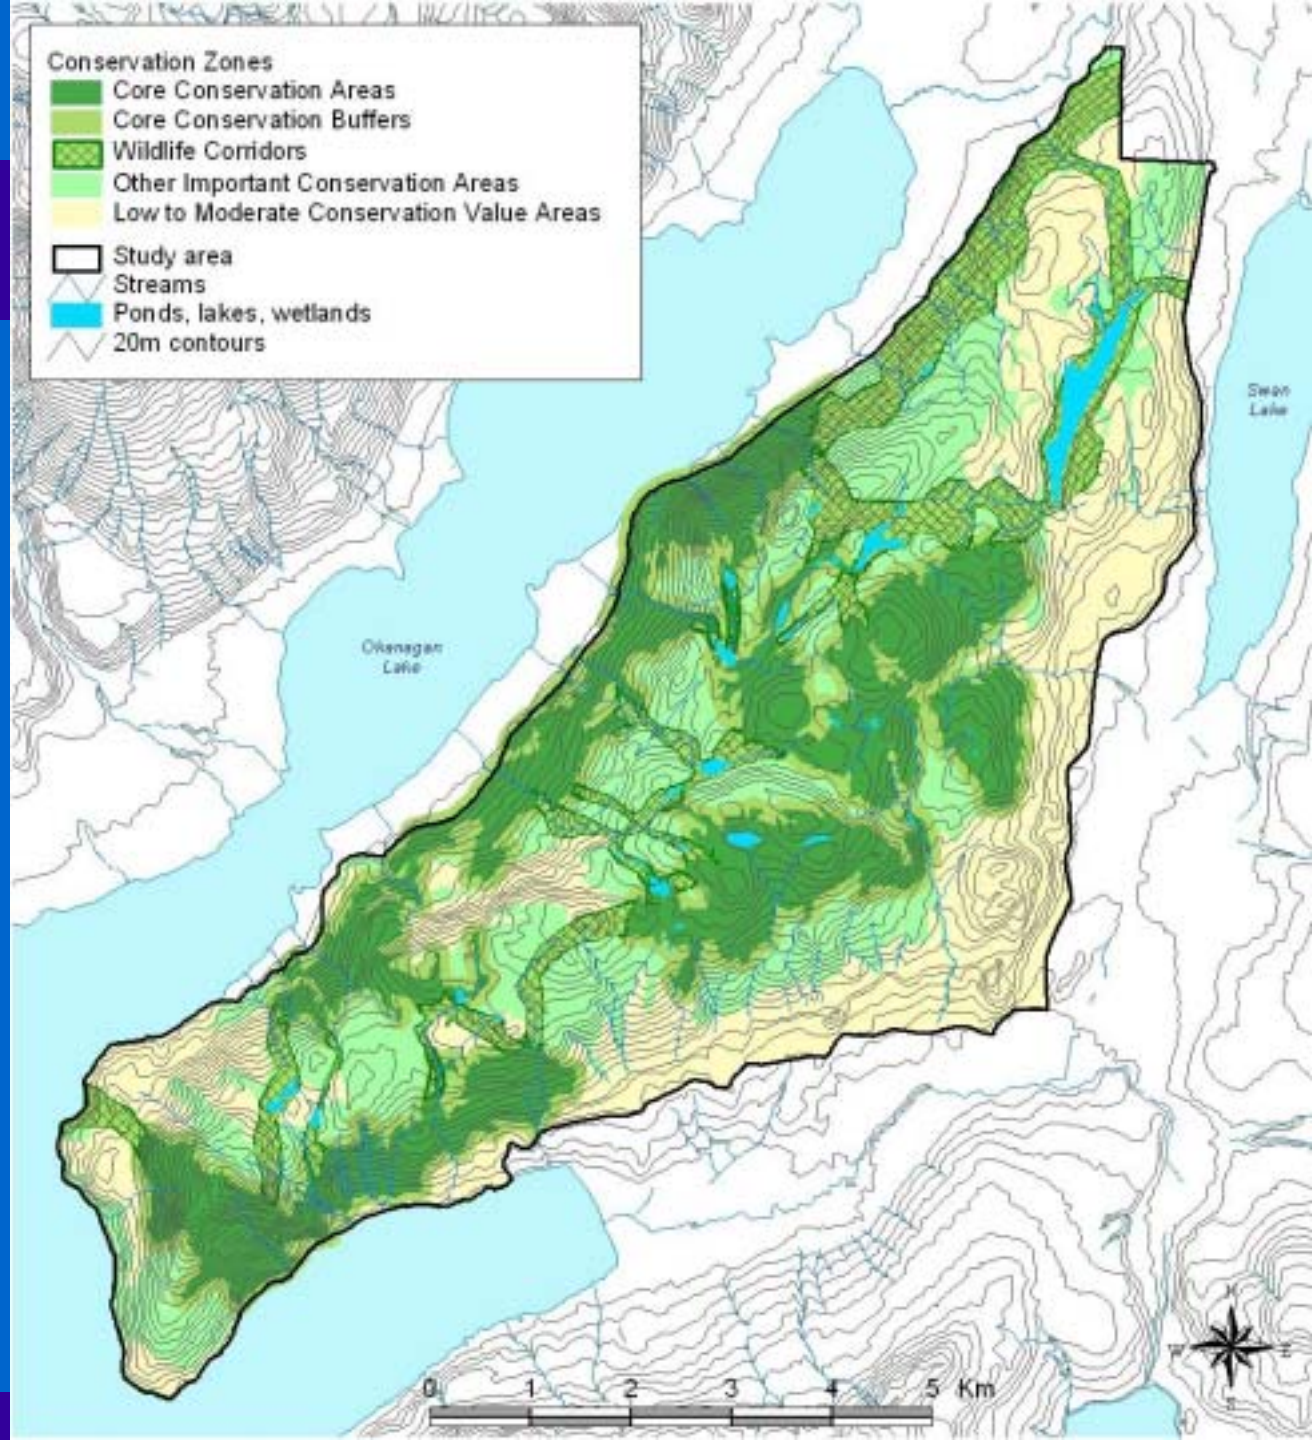 Conservation Zones
Core Conservation Areas
Core Conservation Buffers
Wildlife Corridors
Other Important Conservation Areas
Low to Moderate Conservation Value Areas
Study area
Streams
Ponds, lakes, wetlands
20m contours
Swan
Lake
Okanagan
Lake
N
W E
S
0 1 2 3 4 5 Km